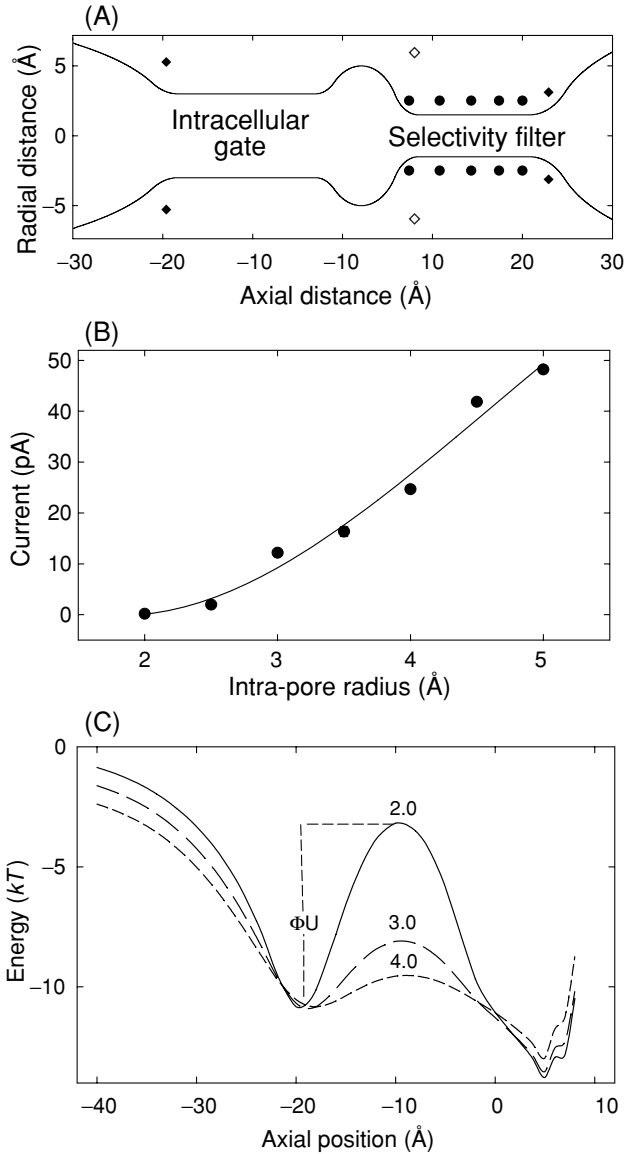 (A)
Radial distance (Å)
5
0
−5
Intracellular
gate
Selectivity filter
−30
−20
−10
−0
10
20
30
Axial distance (Å)
(B)
Current (pA)
50
40
30
20
10
0
2
3
4
5
Intra-pore radius (Å)
(C)
Energy (kT)
0
−5
−10
2.0
ΦU
3.0
4.0
−40
−30
−20
−10
0
10
Axial position (Å)